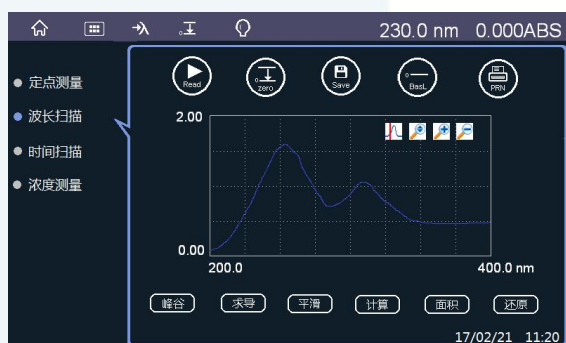 230.0 nm 0.000ABS
定点测量
波长扫描
时间扫描
浓度测量
Read zero Save BasL PRN
2.00
0.00
200.0 400.0 nm
峰谷 求导 平滑 计算 面积 还原
17/02/21 11:20